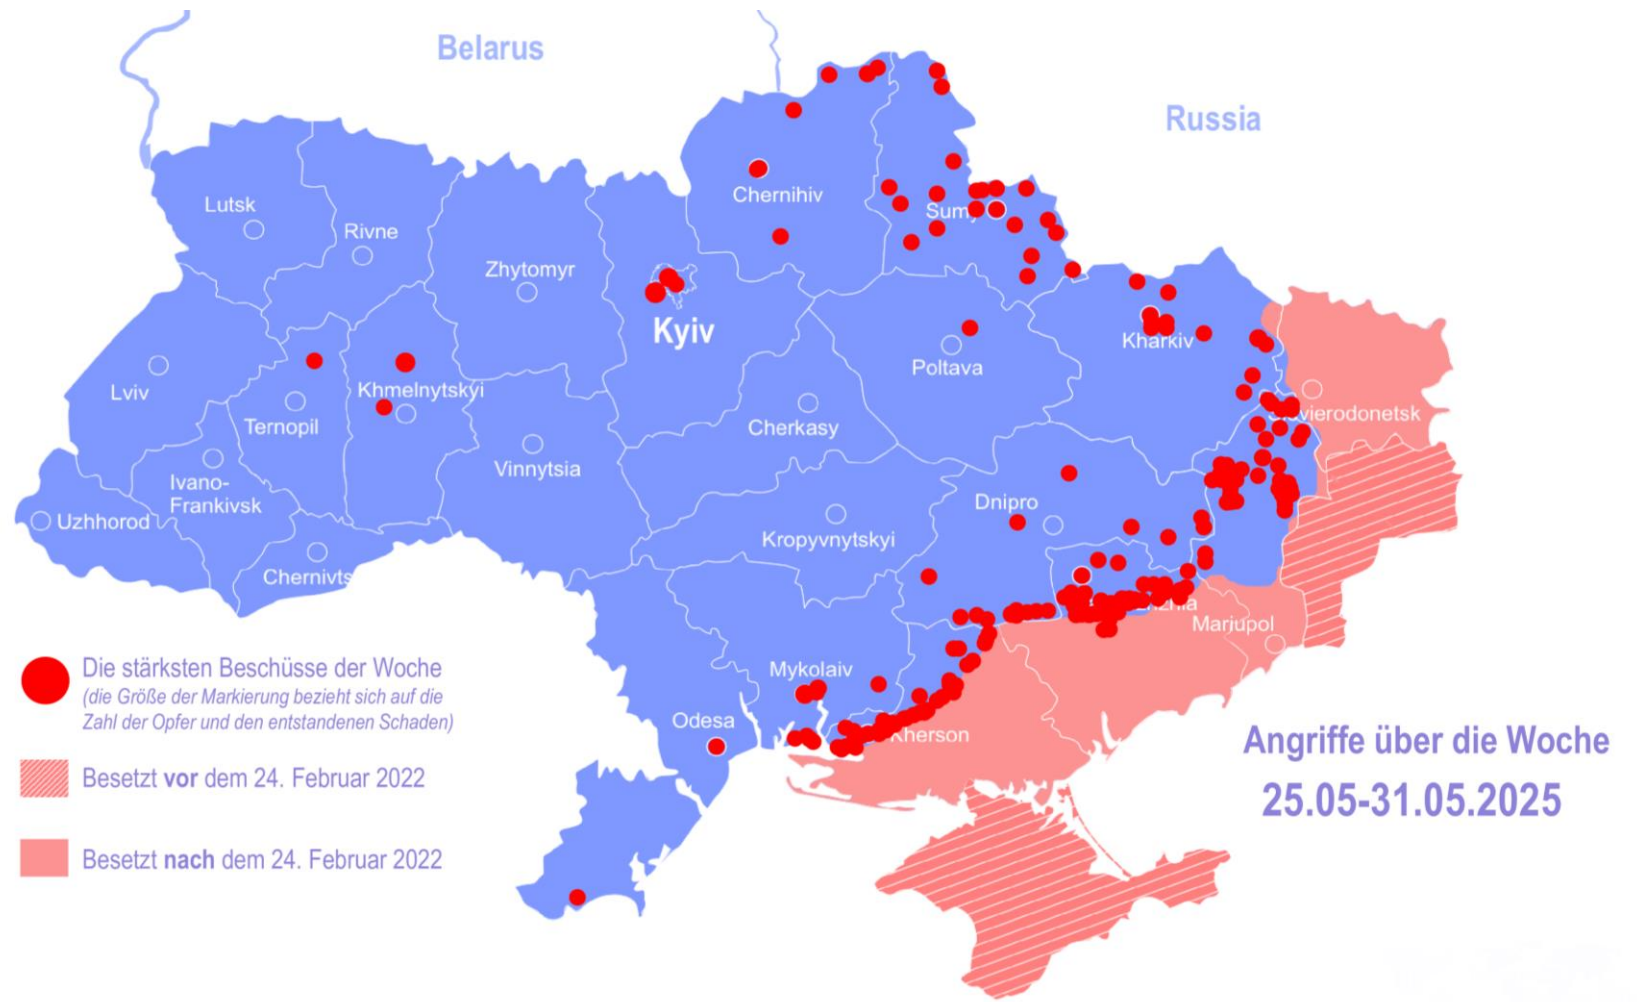 Belarus
Russia
Lutsk
Rivne
Chernihiv
Sumy
Zhytomyr
Kyiv
Kharkiv
Poltava
Lviv
Khmelnytskyi
Ternopil
Cherkasy
Vinnytsia
Ivano-
Frankivsk
Uzhhorod
Chernivts
Dnipro
Kropyvnytskyi
Mariupol
Mykolaiv
Odesa
Kherson
Die stärksten Beschüsse der Woche
(die Größe der Markierung bezieht sich auf die
Zahl der Opfer und den entstandenen Schaden)
Besetzt vor dem 24. Februar 2022
Besetzt nach dem 24. Februar 2022
Angriffe über die Woche
25.05-31.05.2025